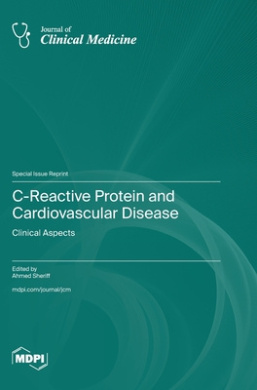 Journal of
Clinical Medicine
Special Issue Reprint
C-Reactive Protein and
Cardiovascular Disease
Clinical Aspects
Edited by
Ahmed Sheriff
mdpi.com/journal/jcm
MDPI